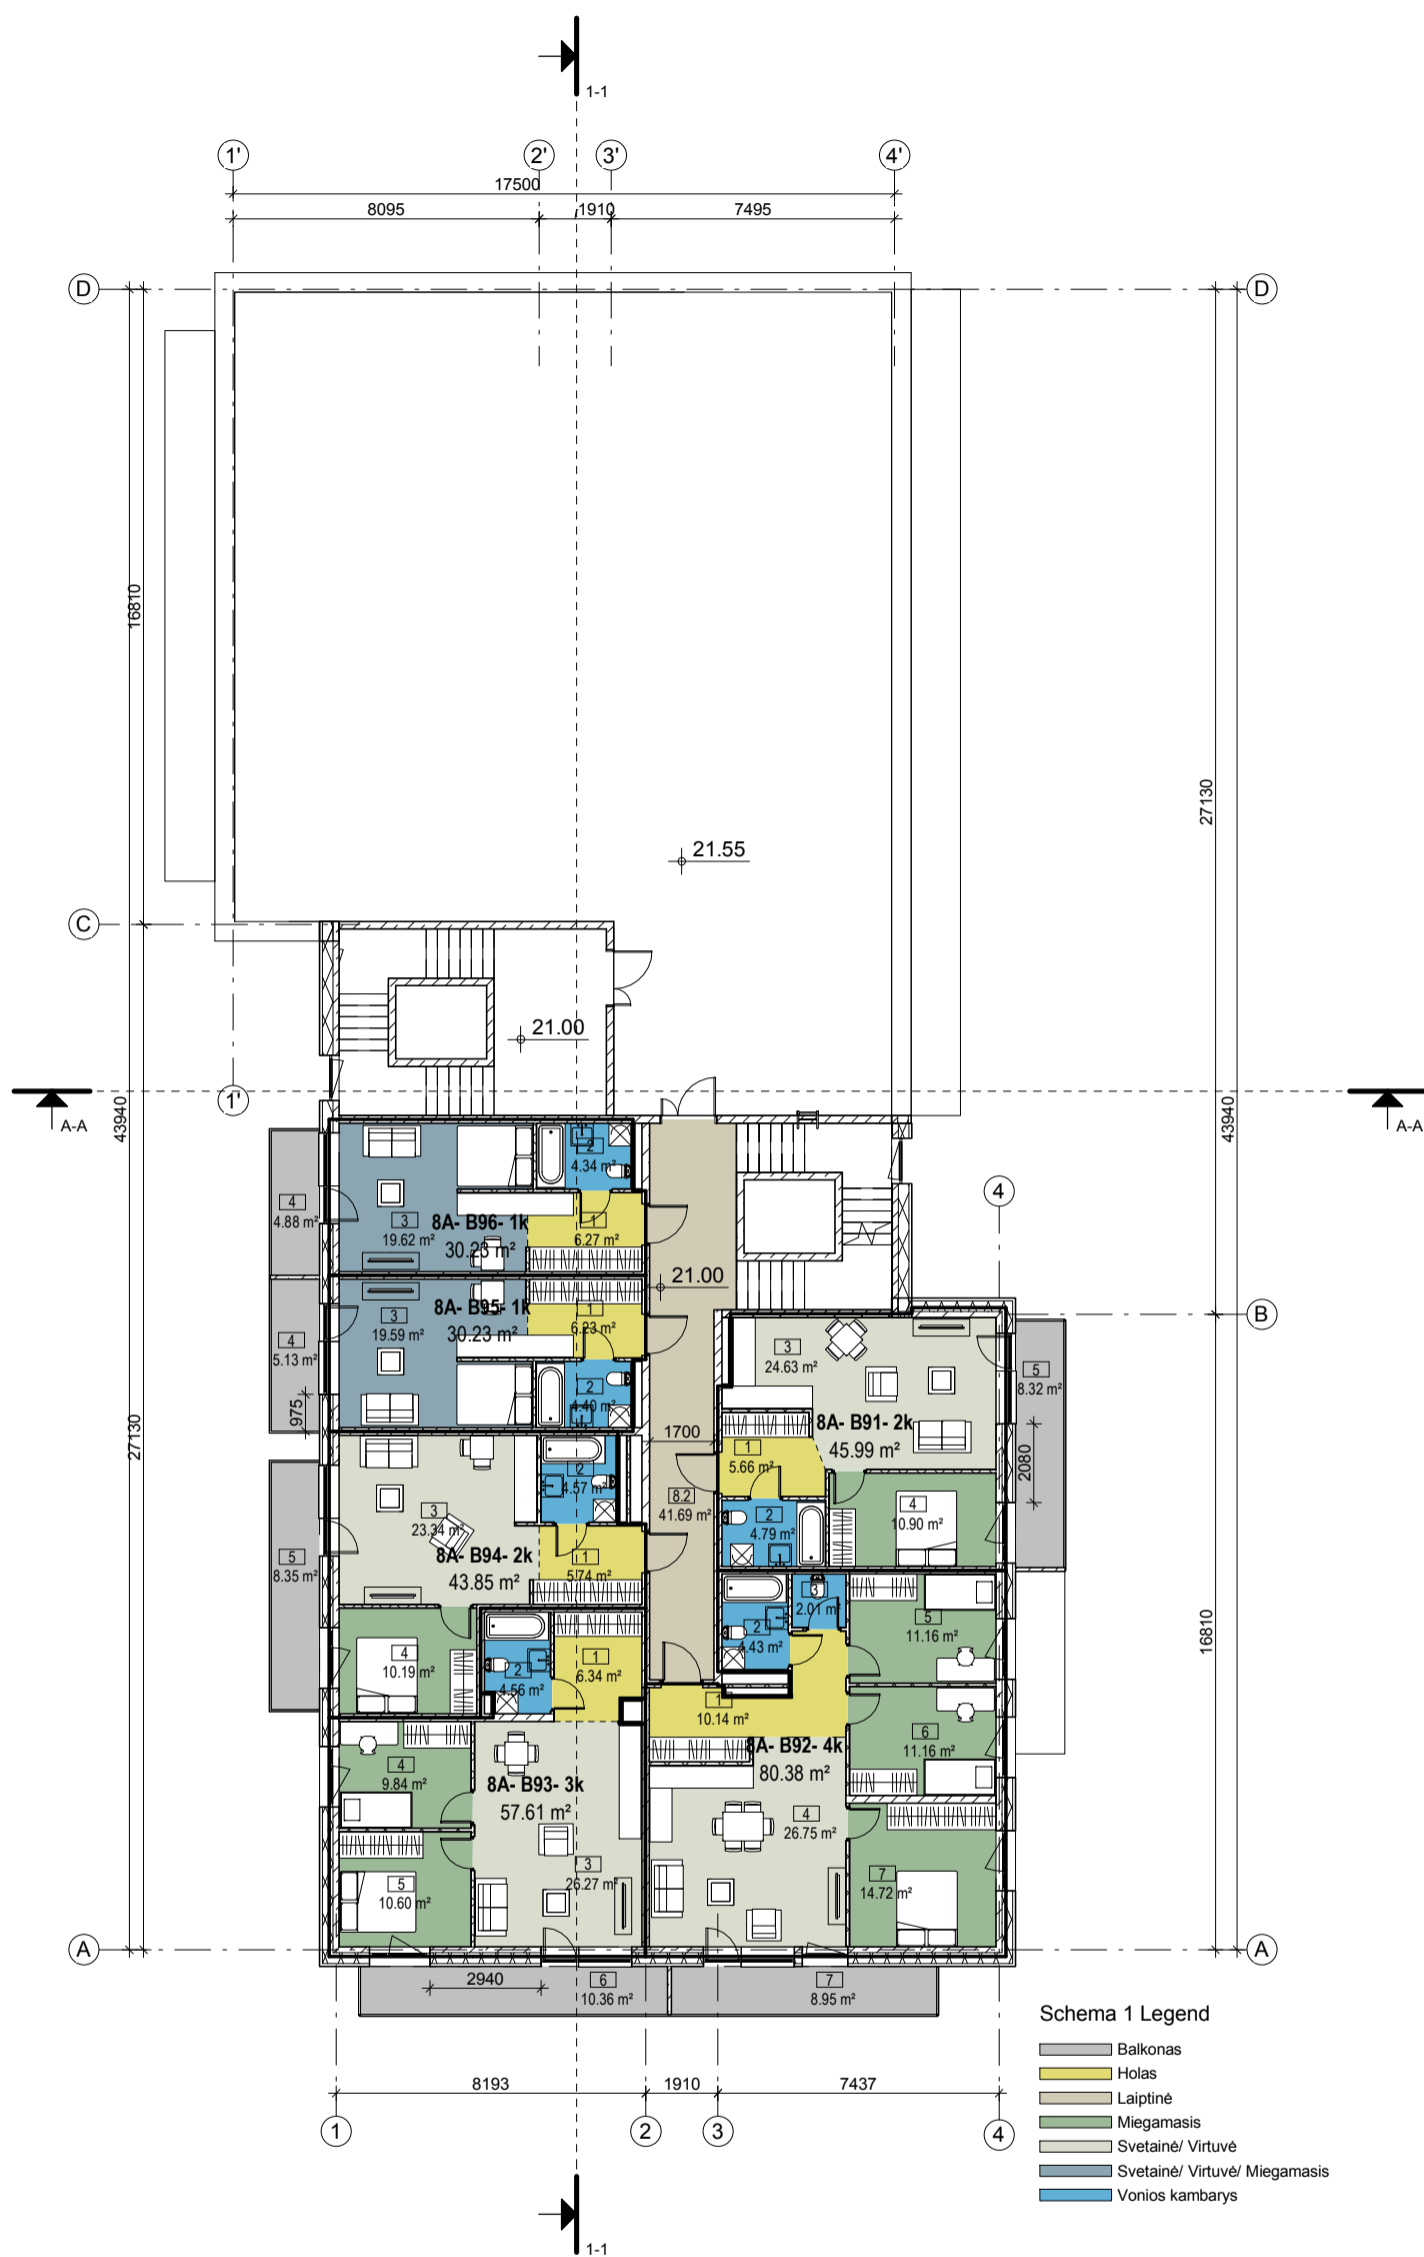 1-1
1' 2' 3' 4'
17500
8095 1910 7495
D D
16810
27130
21.55
C
21.00
1'
A-A A-A
43940 43940
4
2
4.34 m²
4
4.88 m²
3
19.62 m²
8A- B96- 1k
30.23 m²
1
6.27 m²
21.00
B
4
5.13 m²
975
3
19.59 m²
8A- B95- 1k
30.23 m²
1
6.23 m²
2
4.40 m²
3
24.63 m²
5
8.32 m²
2080
8A- B91- 2k
45.99 m²
27130
1700
1
5.66 m²
2
4.57 m²
8.2
41.69 m²
2
4.79 m²
4
10.90 m²
3
23.34 m²
8A- B94- 2k
43.85 m²
5
8.35 m²
1
5.74 m²
4
10.19 m²
2
4.56 m²
1
6.34 m²
2
4.43 m²
3
2.01 m²
5
11.16 m²
16810
1
10.14 m²
6
11.16 m²
8A- B92- 4k
80.38 m²
4
9.84 m²
8A- B93- 3k
57.61 m²
4
26.75 m²
3
26.27 m²
5
10.60 m²
7
14.72 m²
A A
2940
6
10.36 m²
7
8.95 m²
8193 1910 7437
1 2 3 4
1-1
Schema 1 Legend
Balkonas
Holas
Laiptinė
Miegamasis
Svetainė/ Virtuvė
Svetainė/ Virtuvė/ Miegamasis
Vonios kambarys